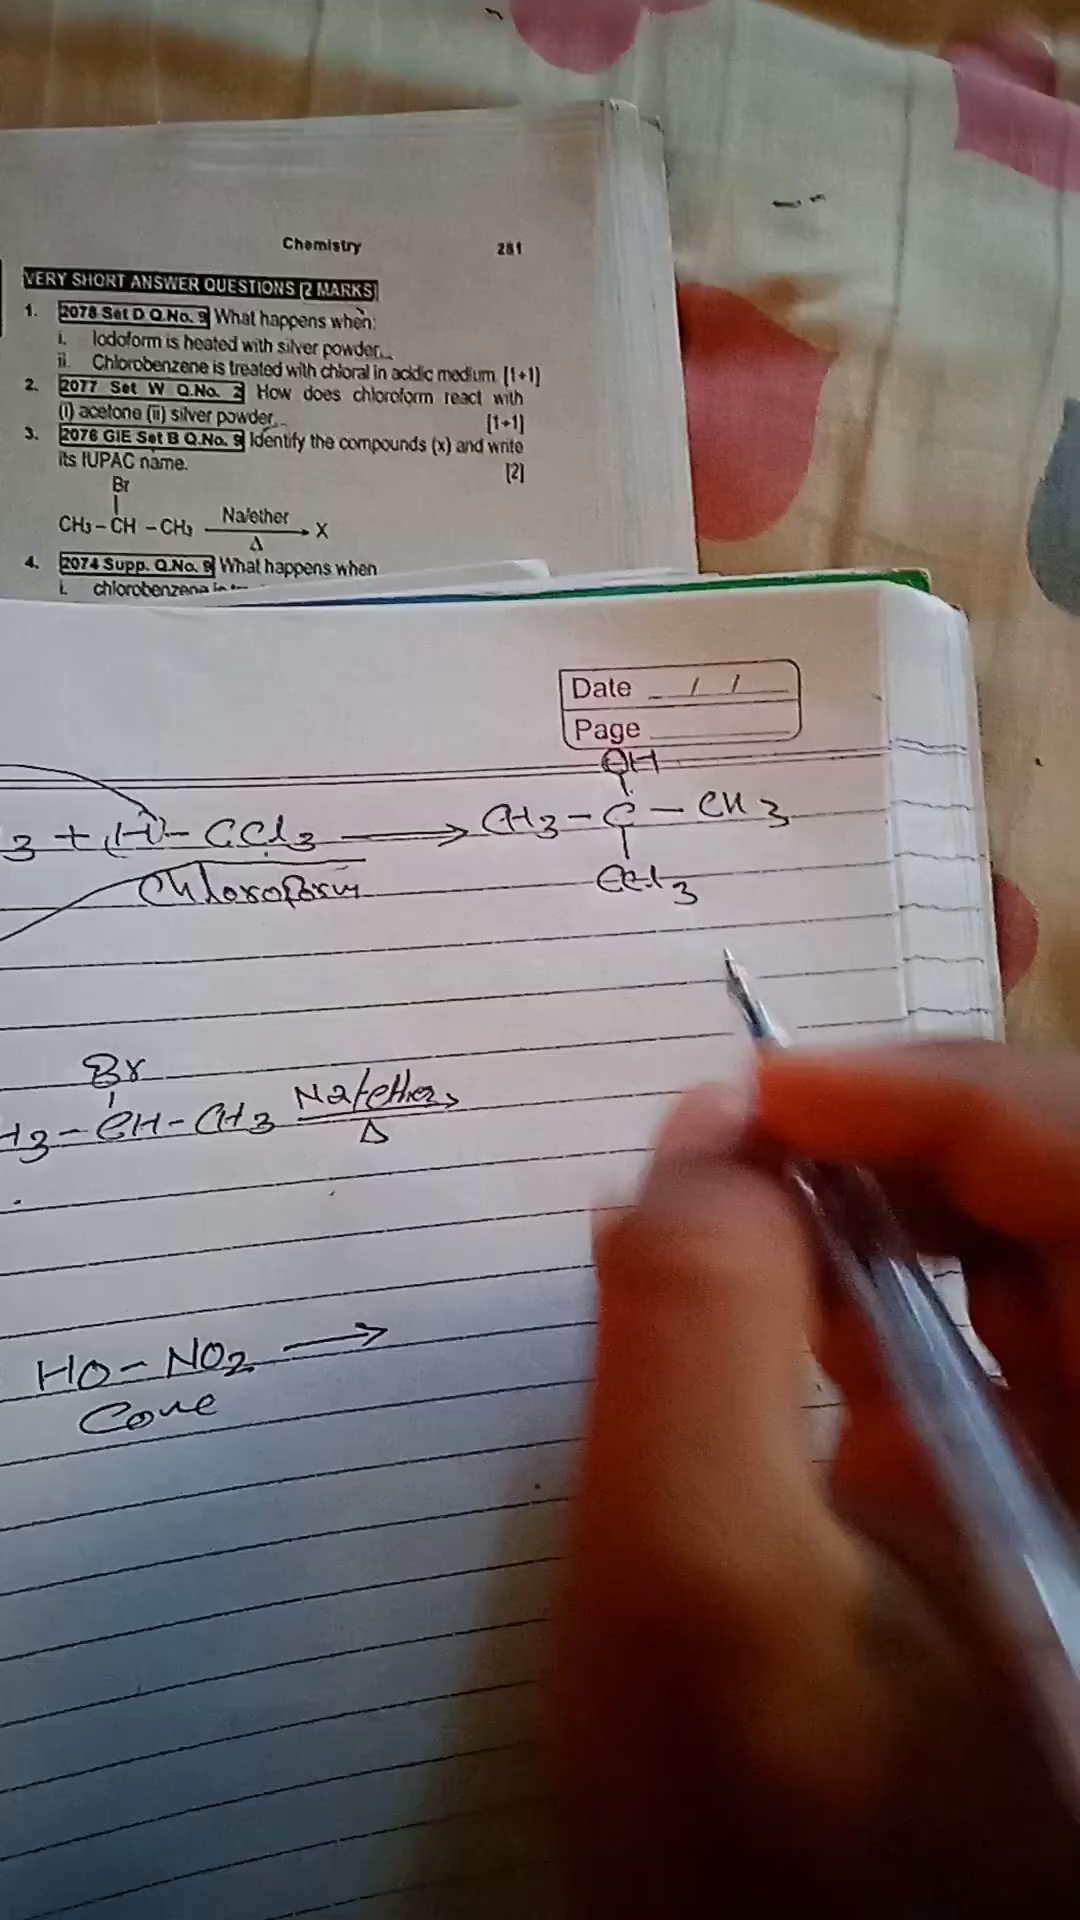 Chemistry 281
VERY SHORT ANSWER QUESTIONS [2 MARKS]
1. 2078 Set D Q.No. 9 What happens when:
i. Iodoform is heated with silver powder...
ii. Chlorobenzene is treated with chloral in acidic medium. [1+1]
2. 2077 Set W Q.No. 2 How does chloroform react with
(i) acetone (ii) silver powder... [1+1]
3. 2076 GIE Set B Q.No. 9 Identify the compounds (x) and write
its IUPAC name. [2]
Br
CH3 – CH – CH3 Na/ether → X
Δ
4. 2074 Supp. Q.No. 9 What happens when
i. chlorobenzene is
Date / /
Page
OH
3 + H - CCl3 → CH3 - C - CH3
Chloroform CCl3
Br
H3 - CH - CH3 Na/ether →
Δ
HO - NO2 →
Conc